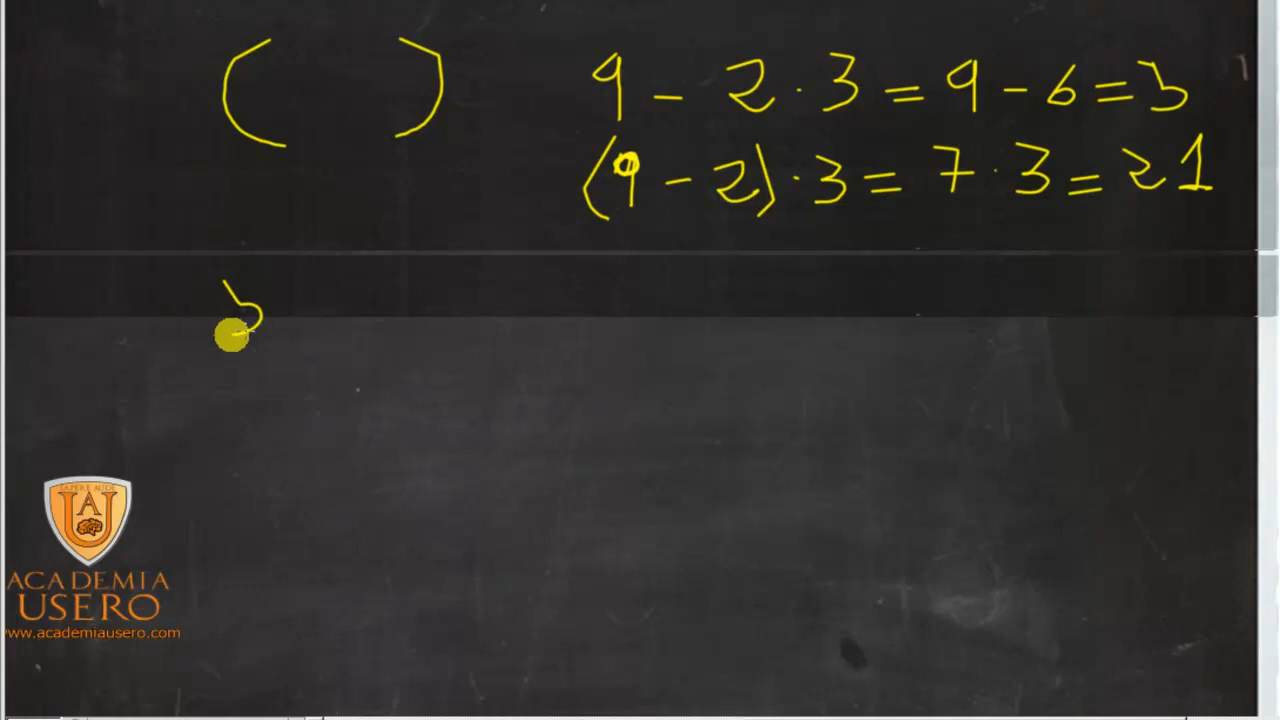 ( ) 9 - 2 · 3 = 9 - 6 = 3
(9 - 2) · 3 = 7 · 3 = 21
SAPERE AUDE
UA
ACADEMIA
USERO
www.academiausero.com